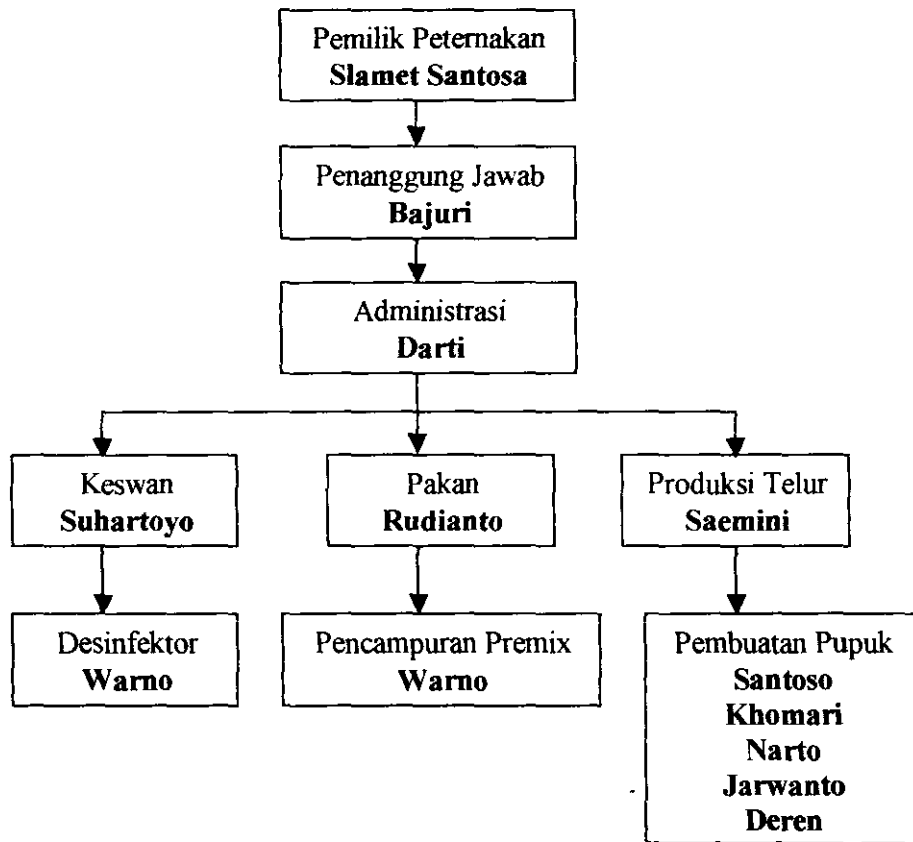 Pemilik Peternakan
Slamet Santosa
Penanggung Jawab
Bajuri
Administrasi
Darti
Keswan
Suhartoyo
Pakan
Rudianto
Produksi Telur
Saemini
Desinfektor
Warno
Pencampuran Premix
Warno
Pembuatan Pupuk
Santoso
Khomari
Narto
Jarwanto
Deren